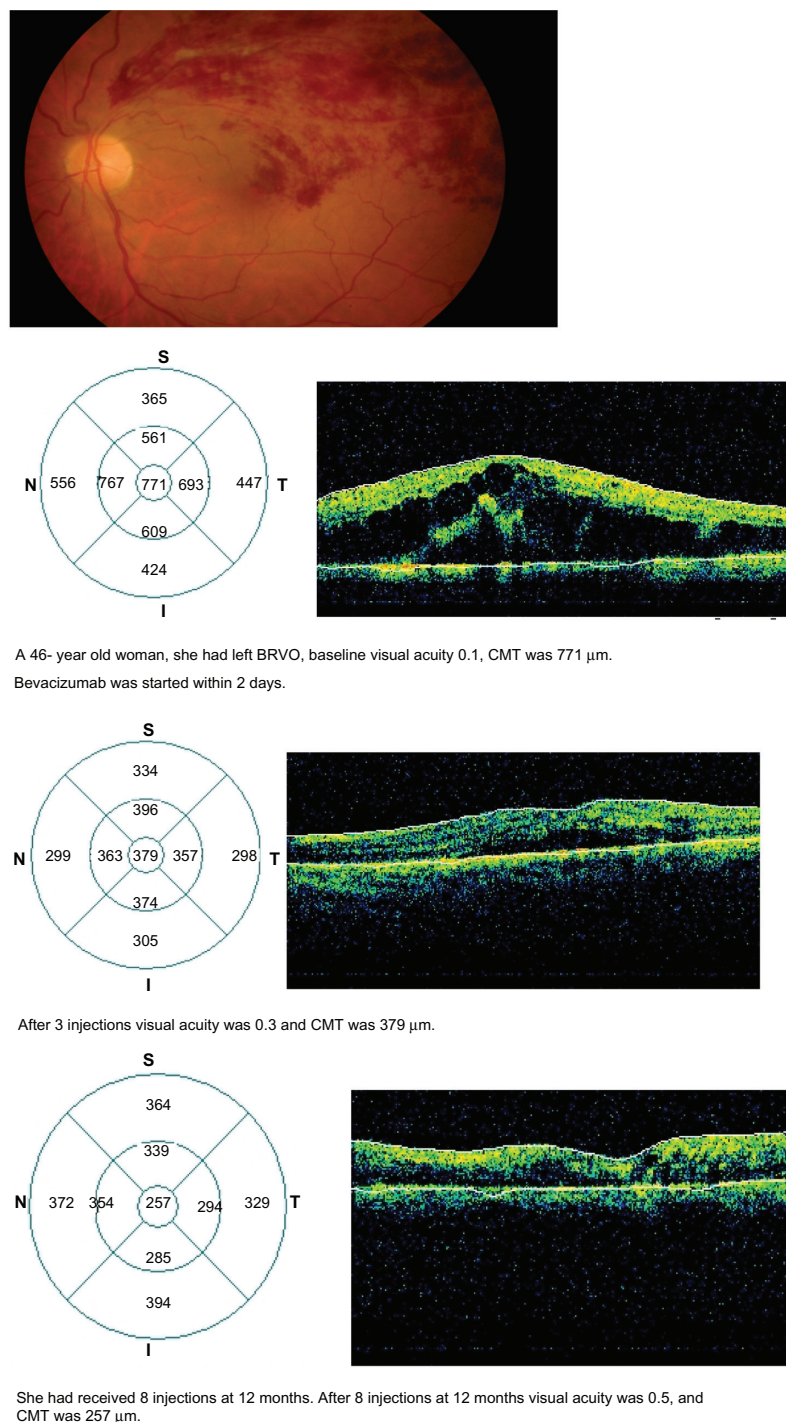 S
365
561
N 556 767 771 693 447 T
609
424
I
A 46- year old woman, she had left BRVO, baseline visual acuity 0.1, CMT was 771 μm.
Bevacizumab was started within 2 days.
S
334
396
N 299 363 379 357 298 T
374
305
I
After 3 injections visual acuity was 0.3 and CMT was 379 μm.
S
364
339
N 372 354 257 294 329 T
285
394
I
She had received 8 injections at 12 months. After 8 injections at 12 months visual acuity was 0.5, and
CMT was 257 μm.